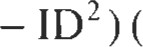 – ID²) (